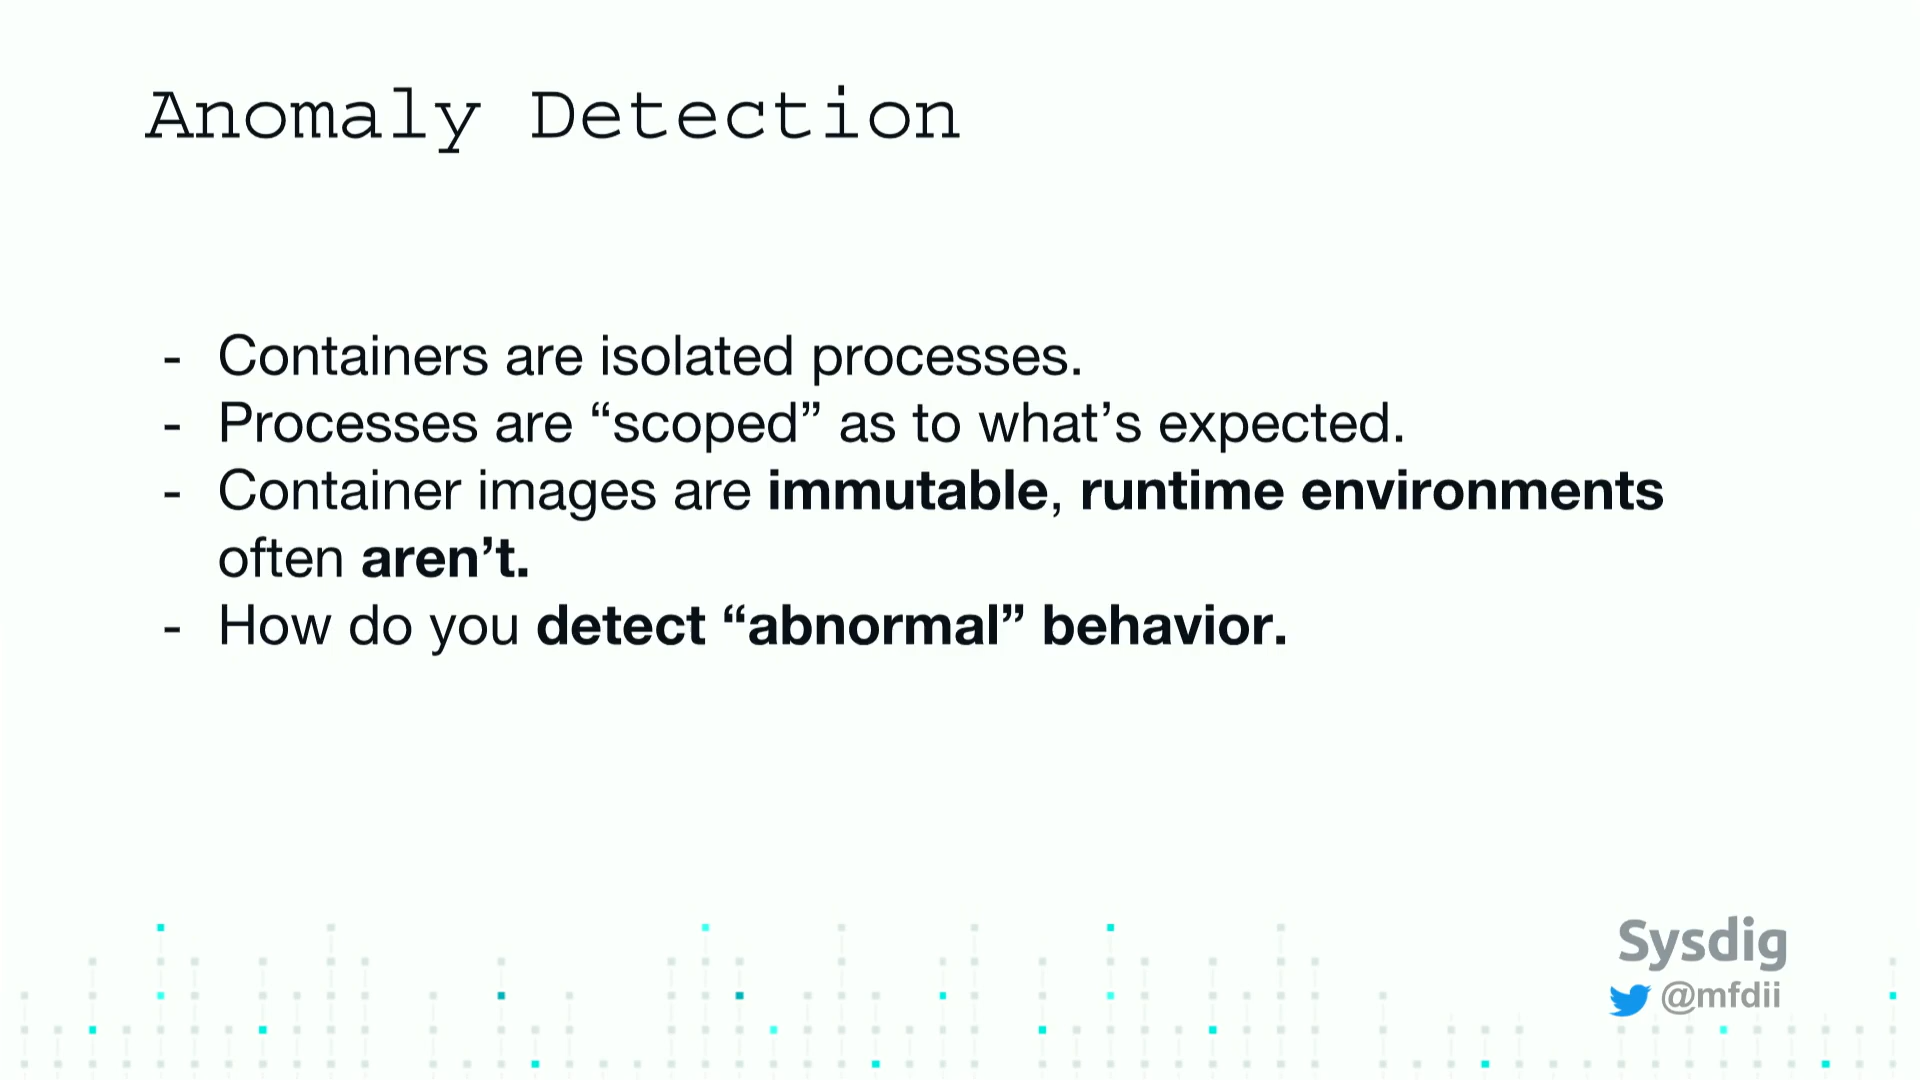 Anomaly Detection
- Containers are isolated processes.
- Processes are “scoped” as to what’s expected.
- Container images are immutable, runtime environments
often aren’t.
- How do you detect “abnormal” behavior.
Sysdig
@mfdii